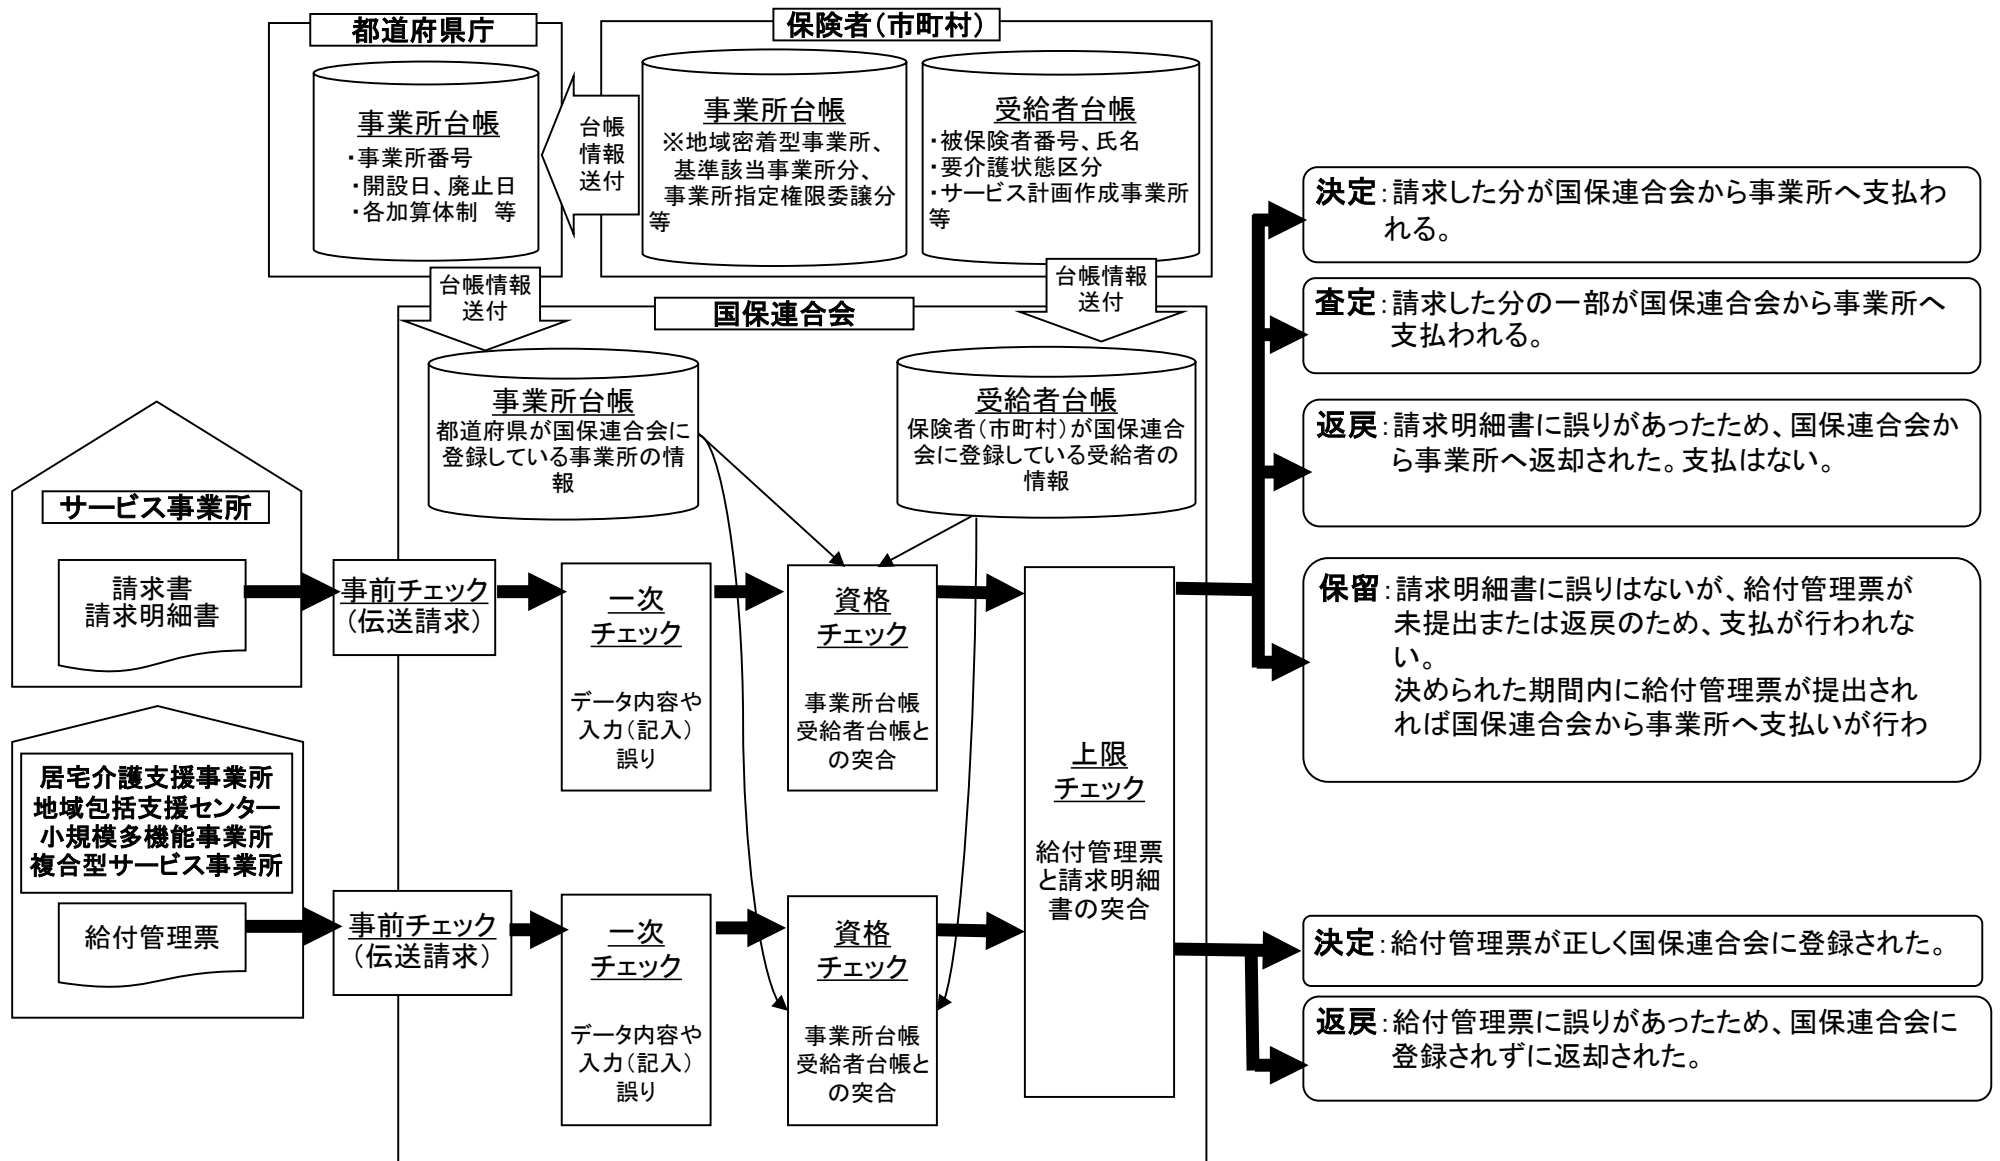 都道府県庁
事業所台帳
・事業所番号
・開設日、廃止日
・各加算体制　等
台帳
情報
送付
保険者（市町村）
事業所台帳
※地域密着型事業所、
基準該当事業所分、
事業所指定権限委譲分
等
受給者台帳
・被保険者番号、氏名
・要介護状態区分
・サービス計画作成事業所
等
台帳情報
送付
台帳情報
送付
国保連合会
事業所台帳
都道府県が国保連合会に
登録している事業所の情
報
受給者台帳
保険者（市町村）が国保連合
会に登録している受給者の
情報
サービス事業所
請求書
請求明細書
事前チェック
（伝送請求）
一次
チェック
データ内容や
入力（記入）
誤り
資格
チェック
事業所台帳
受給者台帳と
の突合
居宅介護支援事業所
地域包括支援センター
小規模多機能事業所
複合型サービス事業所
給付管理票
事前チェック
（伝送請求）
一次
チェック
データ内容や
入力（記入）
誤り
資格
チェック
事業所台帳
受給者台帳と
の突合
上限
チェック
給付管理票
と請求明細
書の突合
決定：請求した分が国保連合会から事業所へ支払わ
れる。
査定：請求した分の一部が国保連合会から事業所へ
支払われる。
返戻：請求明細書に誤りがあったため、国保連合会か
ら事業所へ返却された。支払はない。
保留：請求明細書に誤りはないが、給付管理票が
未提出または返戻のため、支払が行われな
い。
決められた期間内に給付管理票が提出され
れば国保連合会から事業所へ支払いが行わ
決定：給付管理票が正しく国保連合会に登録された。
返戻：給付管理票に誤りがあったため、国保連合会に
登録されずに返却された。